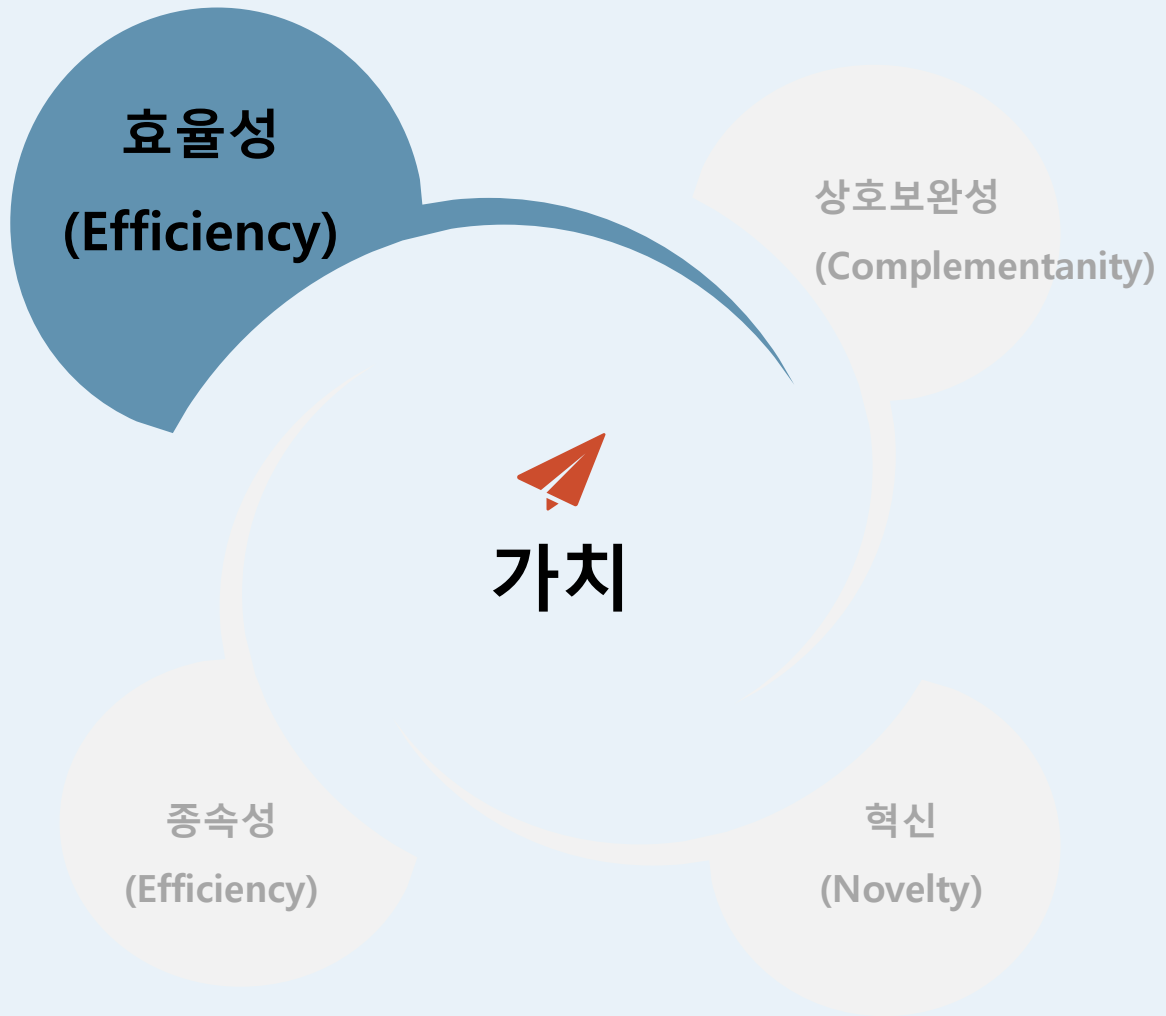 효율성
(Efficiency)
상호보완성
(Complementanity)
가치
종속성
(Efficiency)
혁신
(Novelty)